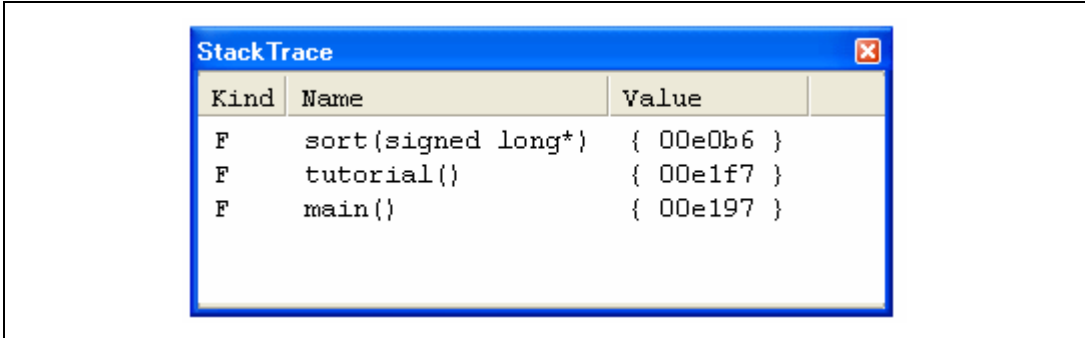 StackTrace
Kind Name Value
F sort(signed long*) { 00e0b6 }
F tutorial() { 00e1f7 }
F main() { 00e197 }